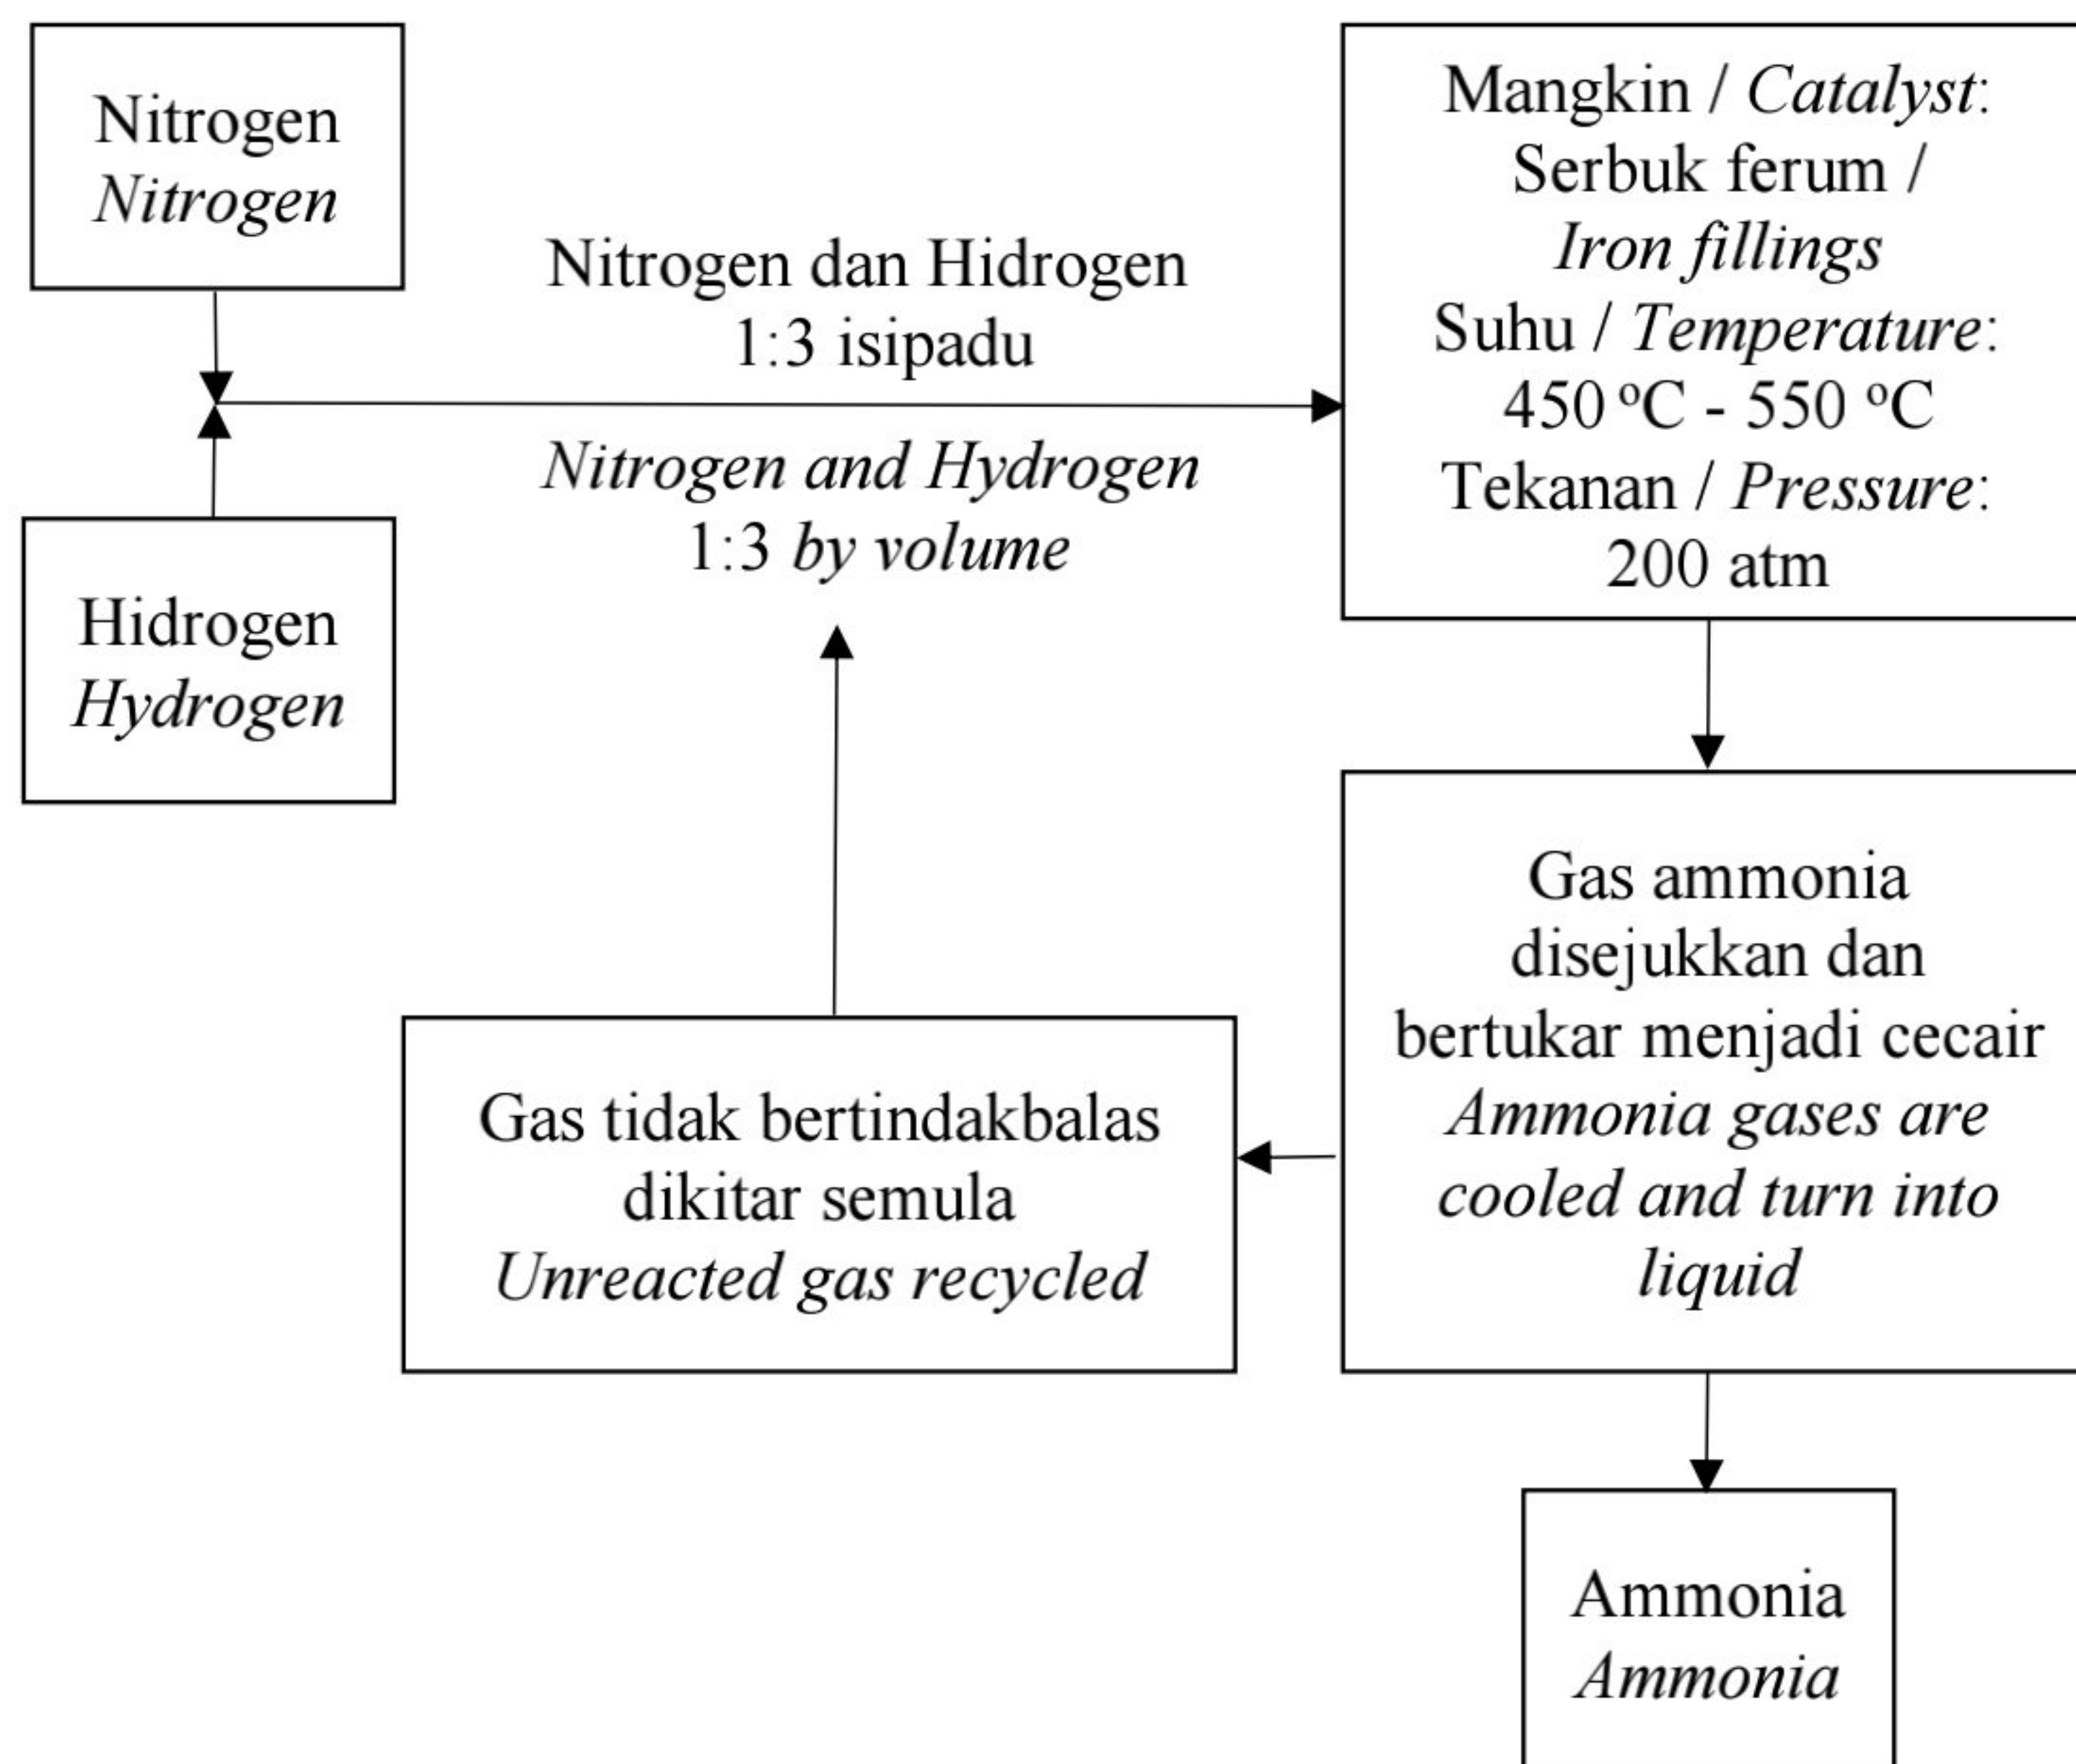 Nitrogen
Nitrogen
Nitrogen dan Hidrogen
1:3 isipadu
Nitrogen and Hydrogen
1:3 by volume
Hidrogen
Hydrogen
Mangkin / Catalyst:
Serbuk ferum /
Iron fillings
Suhu / Temperature:
450 ºC - 550 ºC
Tekanan / Pressure:
200 atm
Gas ammonia
disejukkan dan
bertukar menjadi cecair
Ammonia gases are
cooled and turn into
liquid
Gas tidak bertindakbalas
dikitar semula
Unreacted gas recycled
Ammonia
Ammonia